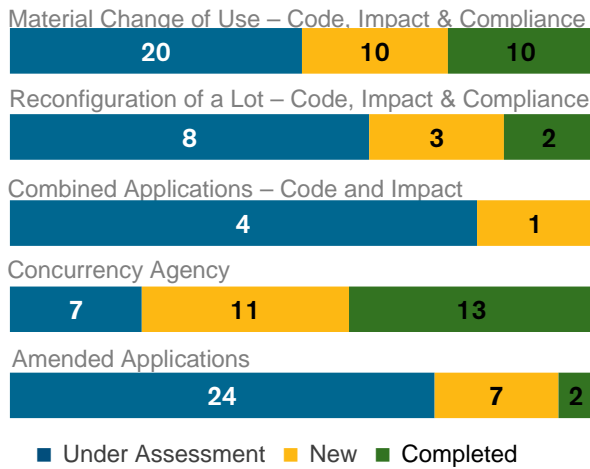 Material Change of Use – Code, Impact & Compliance
20 10 10
Reconfiguration of a Lot – Code, Impact & Compliance
8 3 2
Combined Applications – Code and Impact
4 1
Concurrency Agency
7 11 13
Amended Applications
24 7 2
Under Assessment New Completed